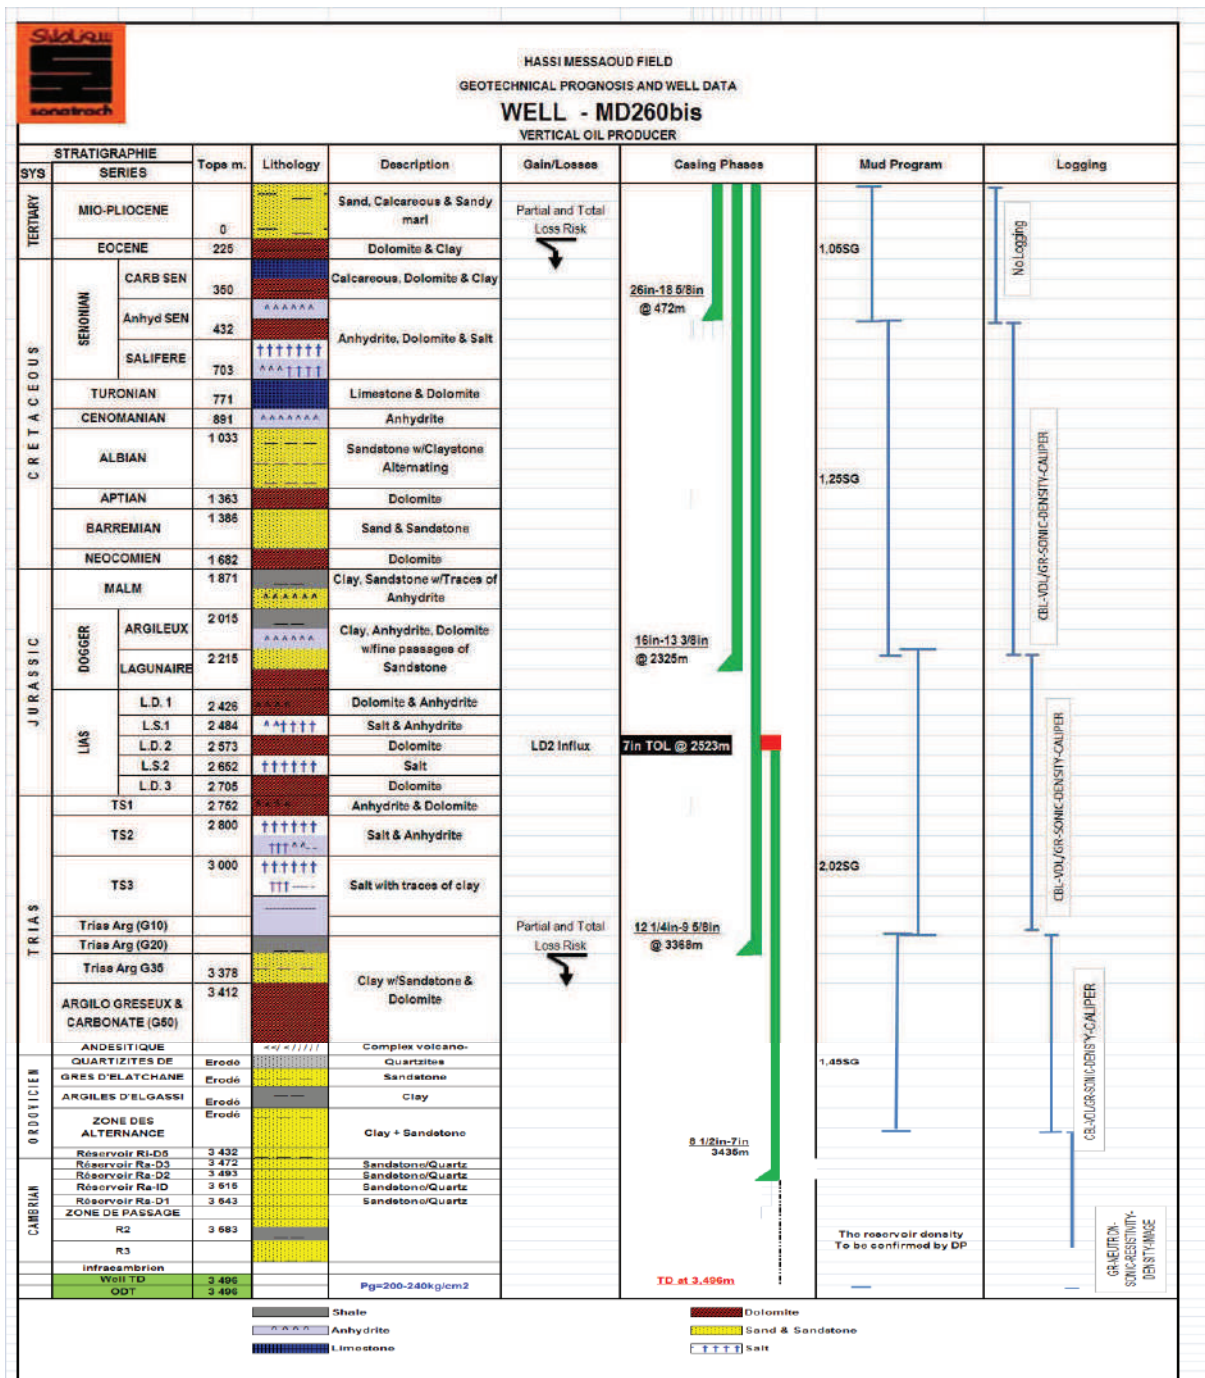 سوناطراك
sonatrach
HASSI MESSAOUD FIELD
GEOTECHNICAL PROGNOSIS AND WELL DATA
WELL - MD260bis
VERTICAL OIL PRODUCER
STRATIGRAPHIE
SYS SERIES Tops m. Lithology Description Gain/Losses Casing Phases Mud Program Logging
TERTIARY
MIO-PLIOCENE 0 Sand, Calcareous & Sandy marl
Partial and Total
Loss Risk
EOCENE 225 Dolomite & Clay
1,05SG
No Logging
CRETACEOUS
SENONIAN
CARB SEN 350 Calcareous, Dolomite & Clay
26in-18 5/8in
@ 472m
Anhyd SEN 432 Anhydrite, Dolomite & Salt
SALIFERE 703
TURONIAN 771 Limestone & Dolomite
CENOMANIAN 891 Anhydrite
ALBIAN 1 033 Sandstone w/Claystone Alternating
1,25SG
CBL-VDL/GR-SONIC-DENSITY-CALIPER
APTIAN 1 363 Dolomite
BARREMIAN 1 386 Sand & Sandstone
NEOCOMIEN 1 682 Dolomite
JURASSIC
MALM 1 871 Clay, Sandstone w/Traces of Anhydrite
DOGGER
ARGILEUX 2 015 Clay, Anhydrite, Dolomite w/fine passages of Sandstone
LAGUNAIRE 2 215
16in-13 3/8in
@ 2325m
LIAS
L.D. 1 2 426 Dolomite & Anhydrite
L.S.1 2 484 Salt & Anhydrite
L.D. 2 2 573 Dolomite LD2 Influx 7in TOL @ 2523m
L.S.2 2 652 Salt
L.D. 3 2 705 Dolomite
CBL-VDL/GR-SONIC-DENSITY-CALIPER
TRIAS
TS1 2 752 Anhydrite & Dolomite
TS2 2 800 Salt & Anhydrite
TS3 3 000 Salt with traces of clay
2,02SG
Trias Arg (G10) Partial and Total
Loss Risk
12 1/4in-9 5/8in
@ 3368m
Trias Arg (G20)
Trias Arg G35 3 378 Clay w/Sandstone & Dolomite
ARGILO GRESEUX & CARBONATE (G50) 3 412
ANDESITIQUE Complex volcano-
CBL-VDL/GR-SONIC-DENSITY-CALIPER
ORDOVICIEN
QUARTIZITES DE Erodé Quartzites
1,45SG
GRES D'ELATCHANE Erodé Sandstone
ARGILES D'ELGASSI Erodé Clay
ZONE DES ALTERNANCE Erodé Clay + Sandstone
8 1/2in-7in
3435m
Réservoir Ri-D5 3 432
CAMBRIAN
Réservoir Ra-D3 3 472 Sandstone/Quartz
Réservoir Ra-D2 3 493 Sandstone/Quartz
Réservoir Ra-ID 3 515 Sandstone/Quartz
Réservoir Ra-D1 3 543 Sandstone/Quartz
ZONE DE PASSAGE
R2 3 583
The reservoir density
To be confirmed by DP
GR-NEUTRON-
SONIC-RESISTIVITY-
DENSITY-IMAGE
R3
infracambrien
Well TD 3 496 Pg=200-240kg/cm2 TD at 3,496m
ODT 3 496
Shale
Anhydrite
Limestone
Dolomite
Sand & Sandstone
Salt